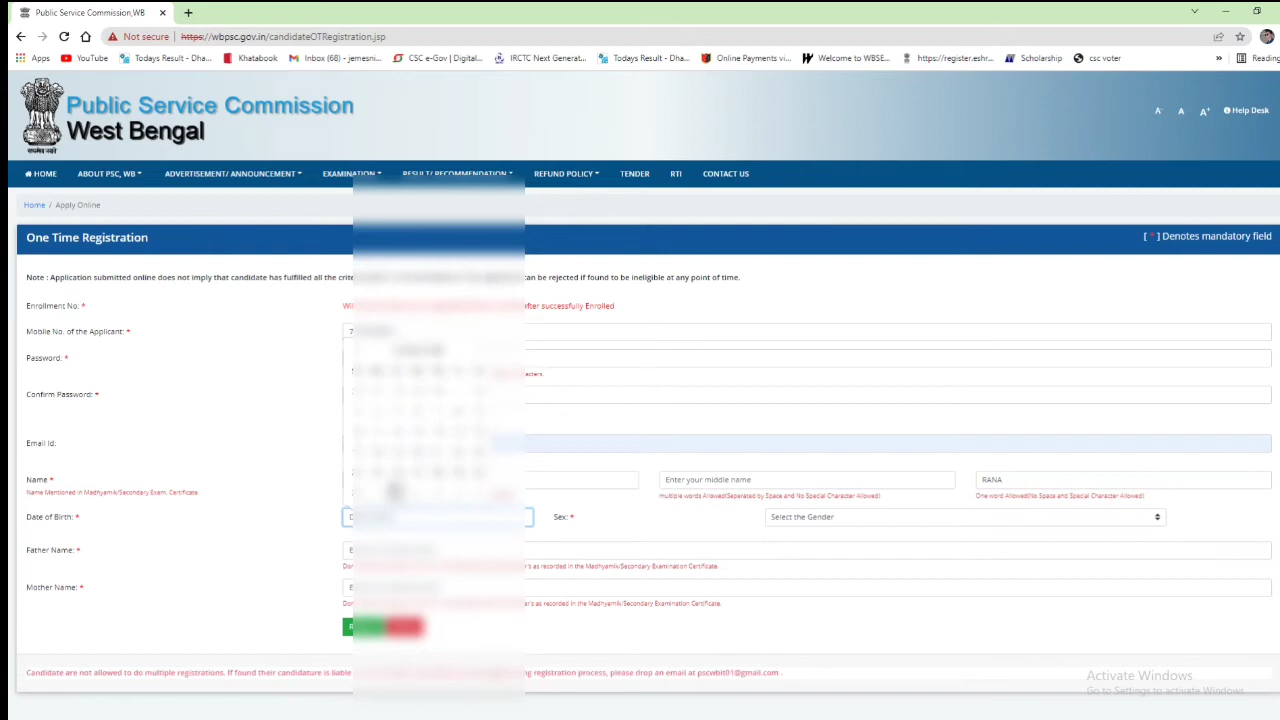 Public Service Commission,WB
Not secure https://wbpsc.gov.in/candidateOTRegistration.jsp
Apps YouTube Todays Result - Dha... Khatabook Inbox (68) - jemesni... CSC e-Gov | Digital... IRCTC Next Generat... Todays Result - Dha... Online Payments vi... Welcome to WBSE... https://register.eshr... Scholarship csc voter » Reading
Public Service Commission
West Bengal
सत्यमेव जयते
A- A A+ Help Desk
HOME ABOUT PSC, WB ADVERTISEMENT/ ANNOUNCEMENT EXAMINATION RESULT/ RECOMMENDATION REFUND POLICY TENDER RTI CONTACT US
Home / Apply Online
One Time Registration [ * ] Denotes mandatory field
Note : Application submitted online does not imply that candidate has fulfilled all the can be rejected if found to be ineligible at any point of time.
Enrollment No: * after successfully Enrolled
Mobile No. of the Applicant: * 7
Password: *
Confirm Password: *
Email Id:
Name * Enter your middle name RANA
Name Mentioned in Madhyamik/Secondary Exam. Certificate multiple words Allowed(Seperated by Space and No Special Character Allowed) One word Allowed(No Space and Special Character Allowed)
Date of Birth: * Sex: * Select the Gender
Father Name: *
as recorded in the Madhyamik/Secondary Examination Certificate.
Mother Name: *
as recorded in the Madhyamik/Secondary Examination Certificate.
Candidate are not allowed to do multiple registrations. If found their candidature is liable registration process, please drop an email at pscwbit01@gmail.com .
Activate Windows
Go to Settings to activate Windows.